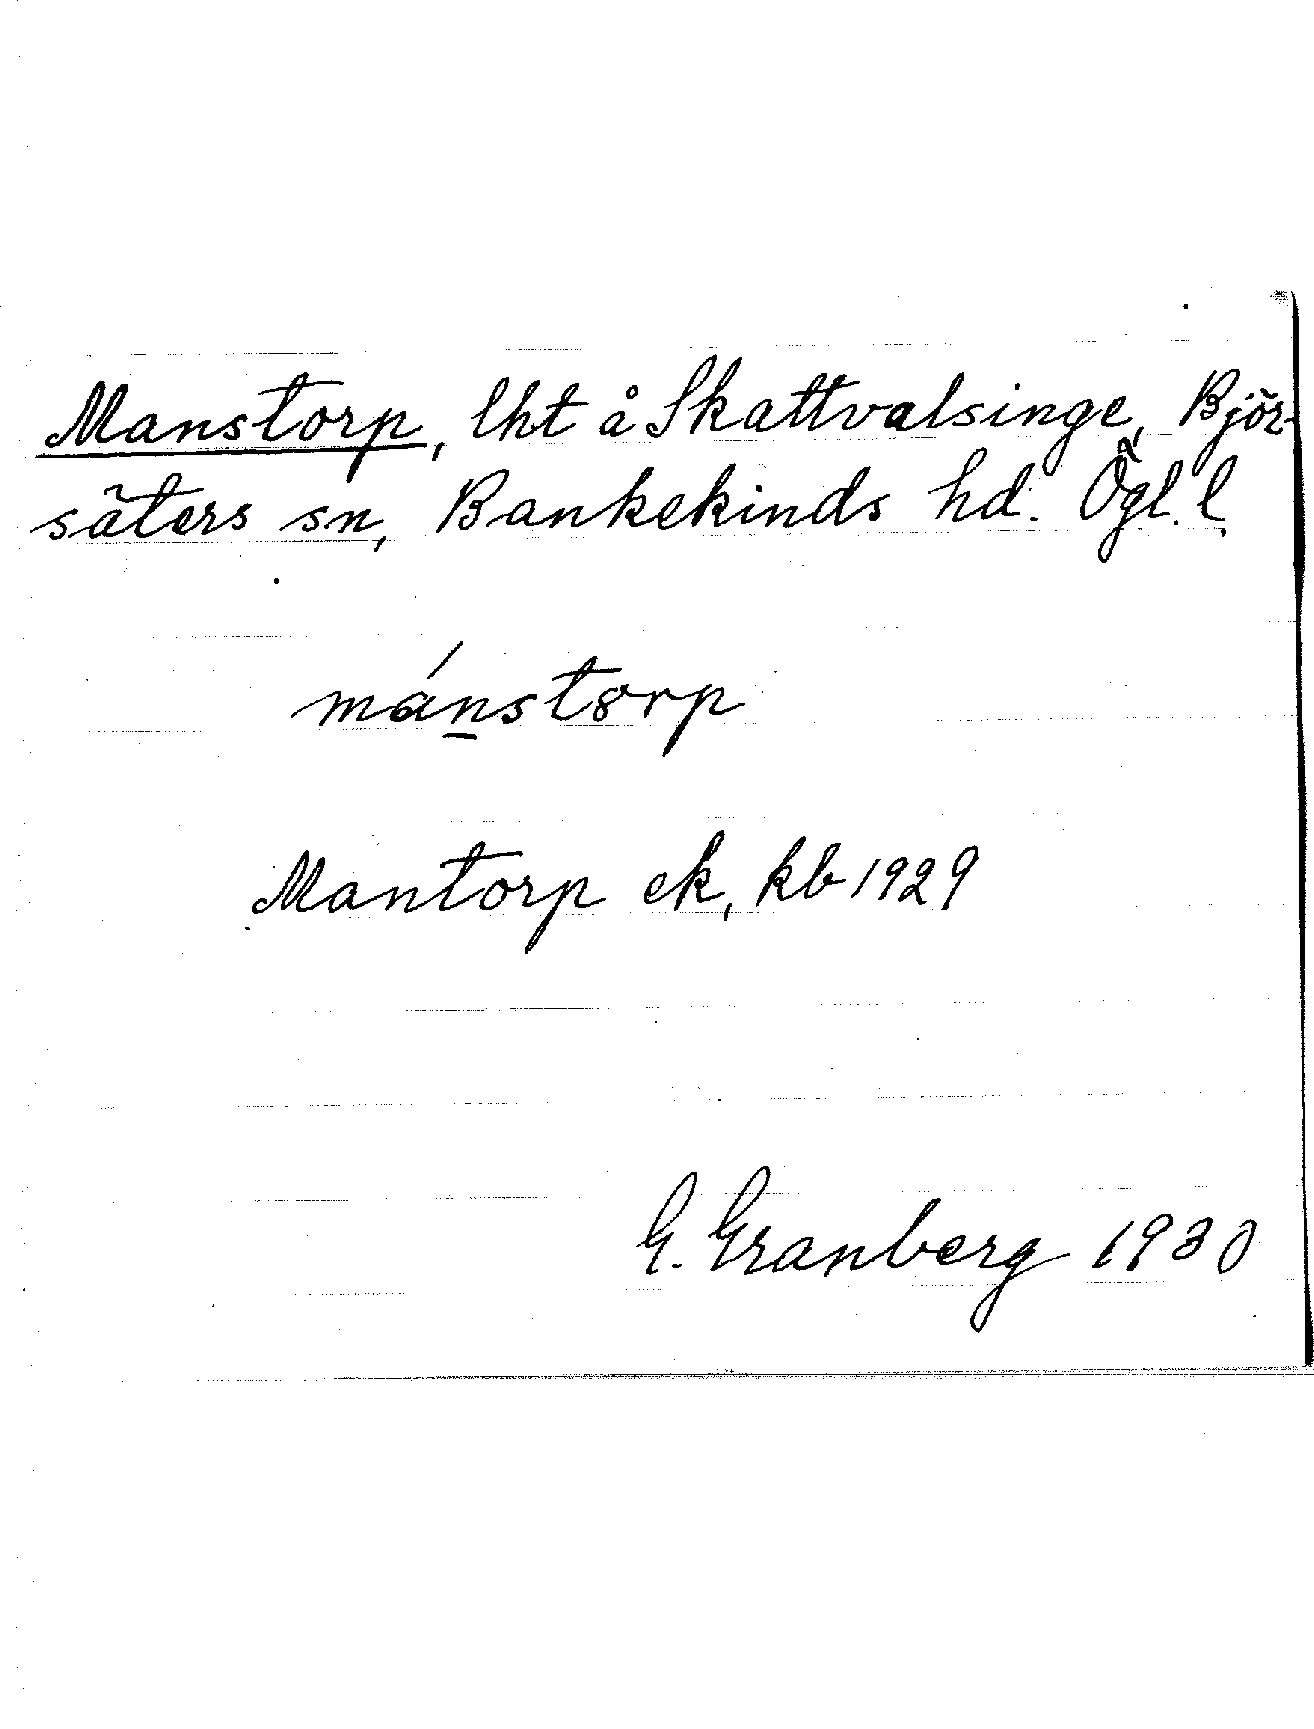 Manstorp, lht å Skattvalsinge, Björ-
säters sn, Bankekinds hd. Ögl. l.
mánstorp
Mantorp ek, kb 1929
G. Granberg 1930